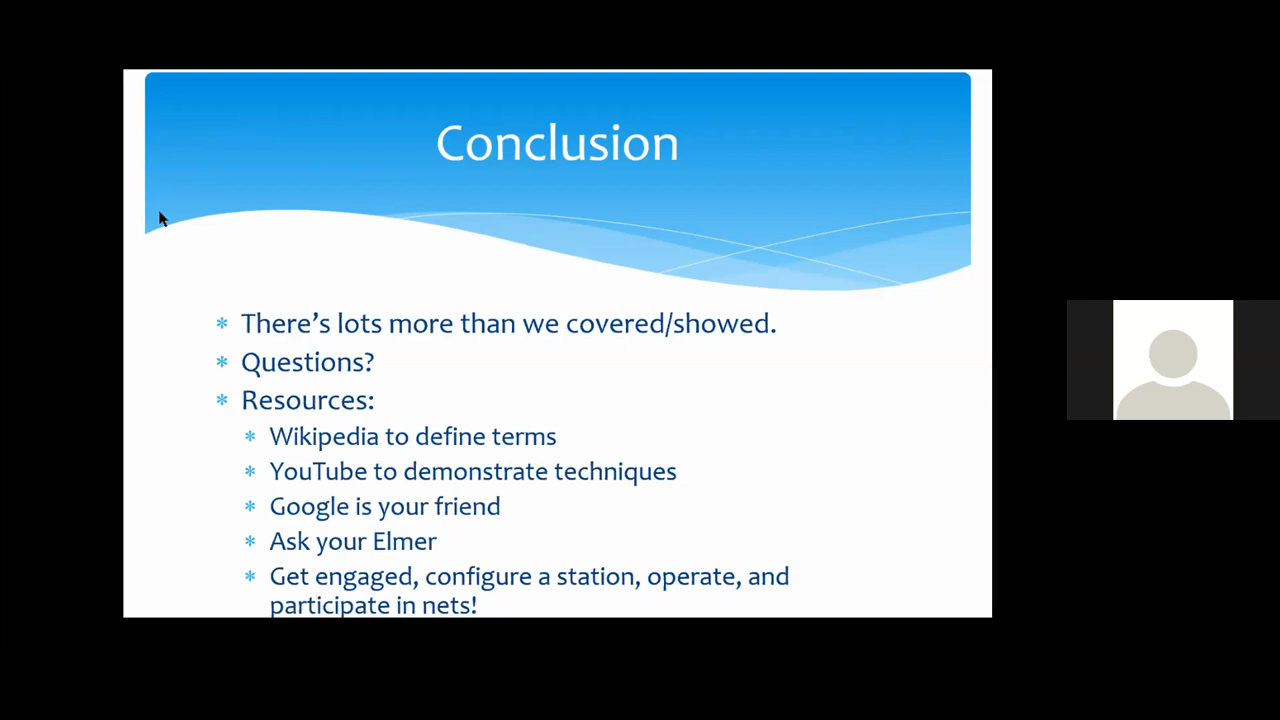 Conclusion
There's lots more than we covered/showed.
Questions?
Resources:
Wikipedia to define terms
YouTube to demonstrate techniques
Google is your friend
Ask your Elmer
Get engaged, configure a station, operate, and
participate in nets!